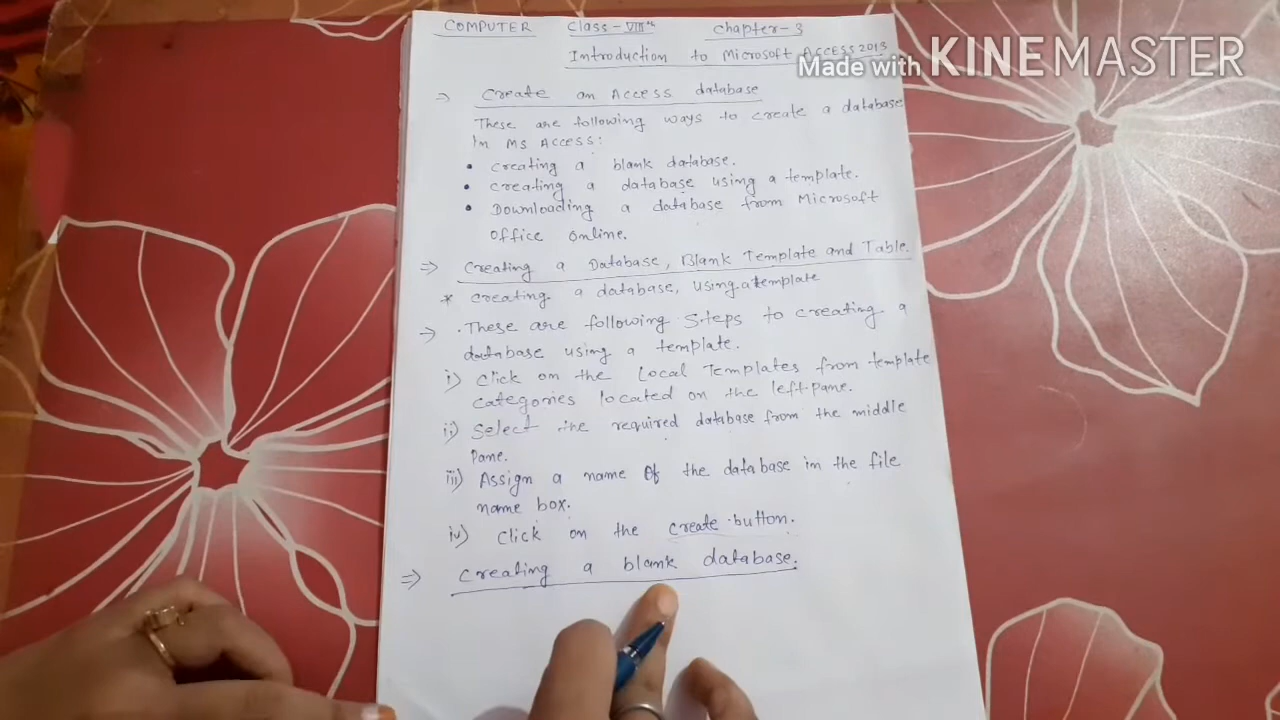 COMPUTER Class-VIIIth Chapter-3
Introduction to Microsoft Access 2013
Made with KINEMASTER
⇒ Create an Access database
These are following ways to create a database
In MS Access:
• Creating a blank database.
• Creating a database using a template.
• Downloading a database from Microsoft
Office Online.
⇒ Creating a Database, Blank Template and Table.
* Creating a database, using a template
⇒ These are following steps to creating a
database using a template.
i) Click on the Local Templates from template
categories located on the left-pane.
ii) Select the required database from the middle
Pane.
iii) Assign a name of the database in the file
name box.
iv) Click on the create button.
⇒ Creating a blank database.